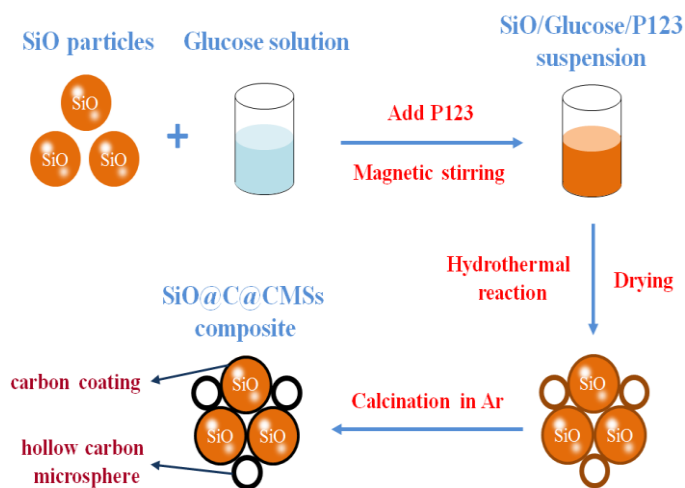 SiO particles
Glucose solution
SiO/Glucose/P123
suspension
SiO
SiO
SiO
+
Add P123
Magnetic stirring
Hydrothermal
reaction
Drying
SiO@C@CMSs
composite
carbon coating
SiO
SiO
SiO
hollow carbon
microsphere
Calcination in Ar
SiO
SiO
SiO